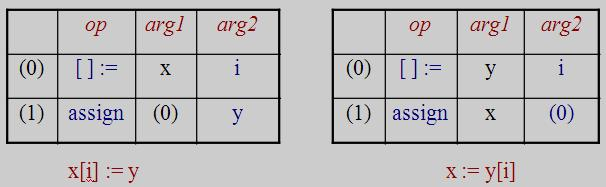 op arg1 arg2
(0) [ ] := x i
(1) assign (0) y
x[i] := y
op arg1 arg2
(0) [ ] := y i
(1) assign x (0)
x := y[i]